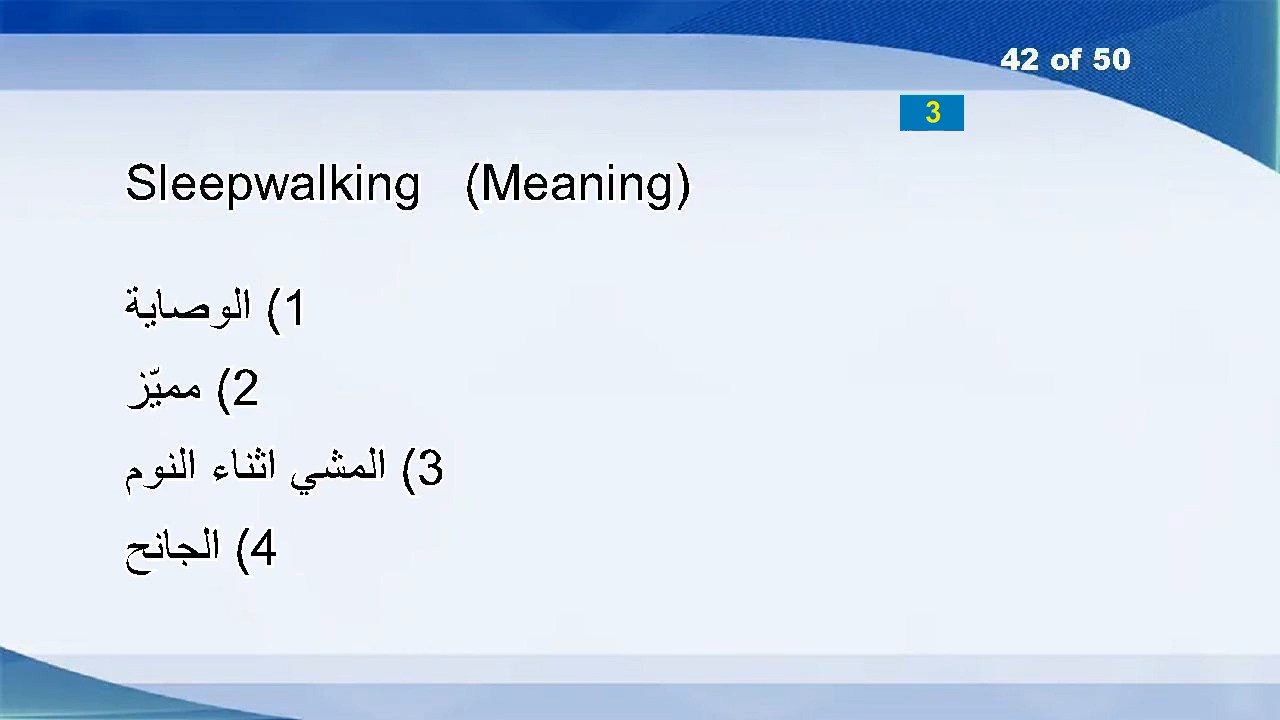 42 of 50
3
Sleepwalking (Meaning)
1) الوصاية
2) مميّز
3) المشي اثناء النوم
4) الجانح